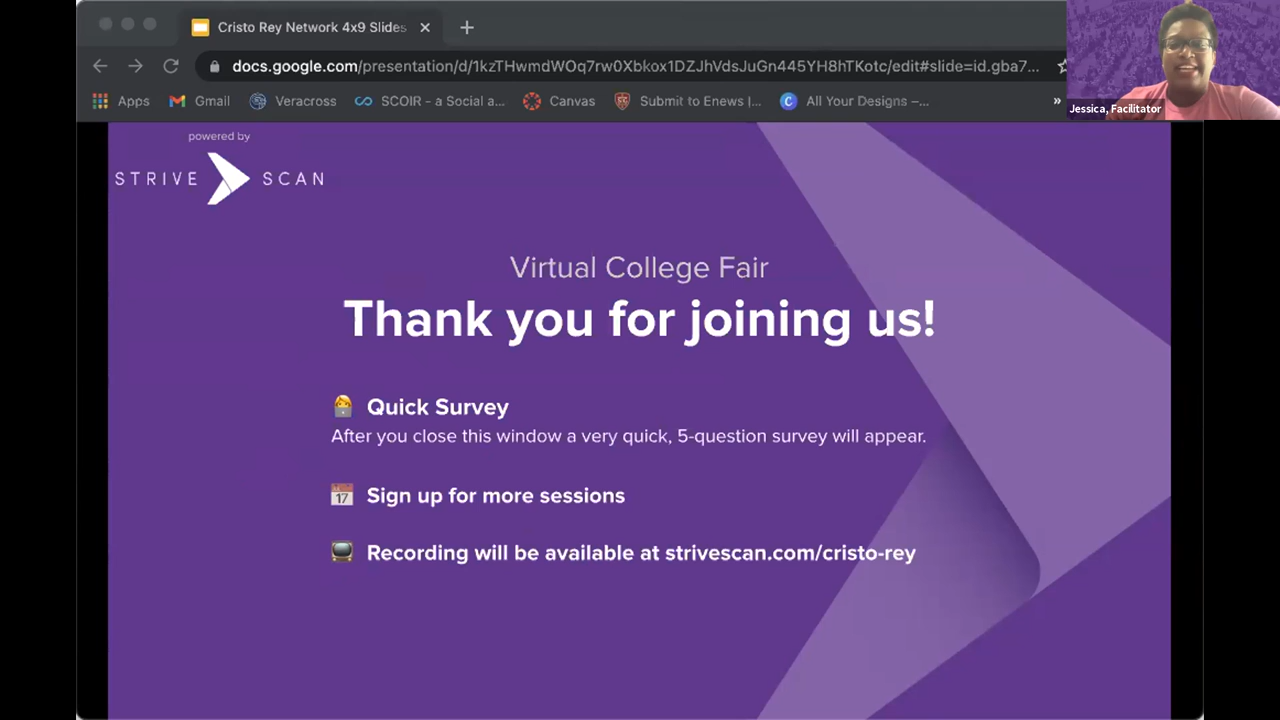 Cristo Rey Network 4x9 Slides
docs.google.com/presentation/d/1kzTHwmdWOq7rw0Xbkox1DZJhVdsJuGn445YH8hTKotc/edit#slide=id.gba7...
Apps Gmail Veracross SCOIR - a Social a... Canvas Submit to Enews |... All Your Designs –... »
Jessica, Facilitator
powered by
STRIVE SCAN
Virtual College Fair
Thank you for joining us!
Quick Survey
After you close this window a very quick, 5-question survey will appear.
17 Sign up for more sessions
Recording will be available at strivescan.com/cristo-rey